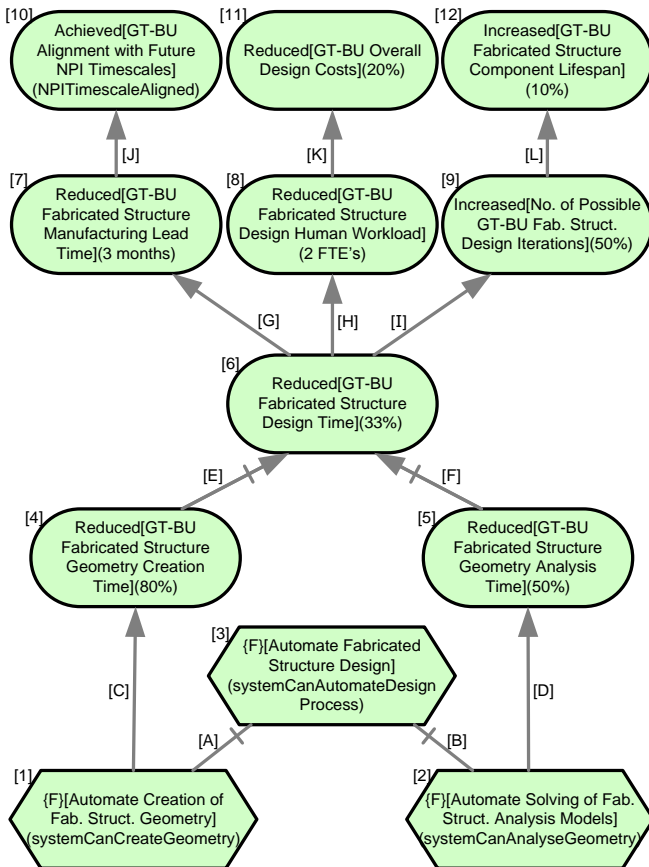 [10]
Achieved[GT-BU
Alignment with Future
NPI Timescales]
(NPITimescaleAligned)
[11]
Reduced[GT-BU Overall
Design Costs](20%)
[12]
Increased[GT-BU
Fabricated Structure
Component Lifespan]
(10%)
[J]
[K]
[L]
[7]
Reduced[GT-BU
Fabricated Structure
Manufacturing Lead
Time](3 months)
[8]
Reduced[GT-BU
Fabricated Structure
Design Human Workload]
(2 FTE's)
[9]
Increased[No. of Possible
GT-BU Fab. Struct.
Design Iterations](50%)
[G]
[H]
[I]
[6]
Reduced[GT-BU
Fabricated Structure
Design Time](33%)
[E]
[F]
[4]
Reduced[GT-BU
Fabricated Structure
Geometry Creation
Time](80%)
[5]
Reduced[GT-BU
Fabricated Structure
Geometry Analysis
Time](50%)
[3]
{F}[Automate Fabricated
Structure Design]
(systemCanAutomateDesign
Process)
[C]
[D]
[A]
[B]
[1]
{F}[Automate Creation of
Fab. Struct. Geometry]
(systemCanCreateGeometry)
[2]
{F}[Automate Solving of Fab.
Struct. Analysis Models]
(systemCanAnalyseGeometry)